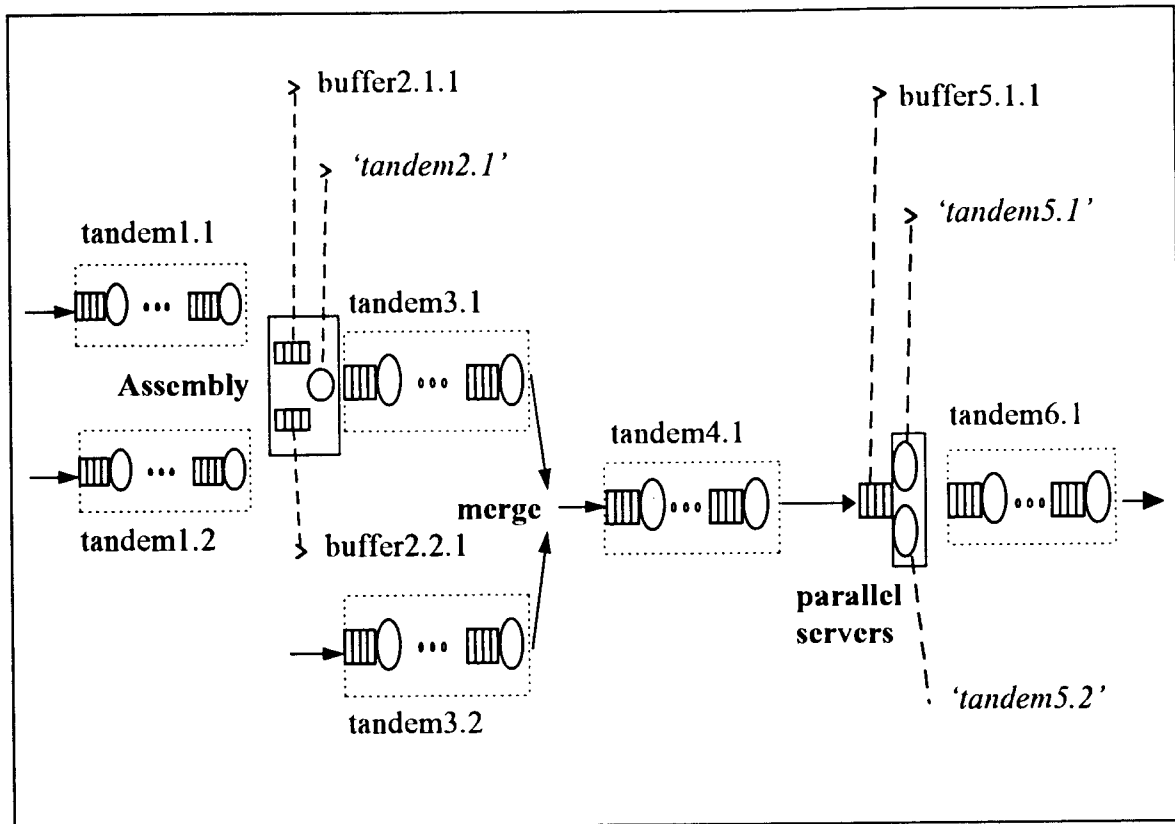 buffer2.1.1
buffer5.1.1
‘tandem2.1’
‘tandem5.1’
tandem1.1
tandem3.1
Assembly
tandem4.1
tandem6.1
merge
tandem1.2
buffer2.2.1
parallel
servers
‘tandem5.2’
tandem3.2